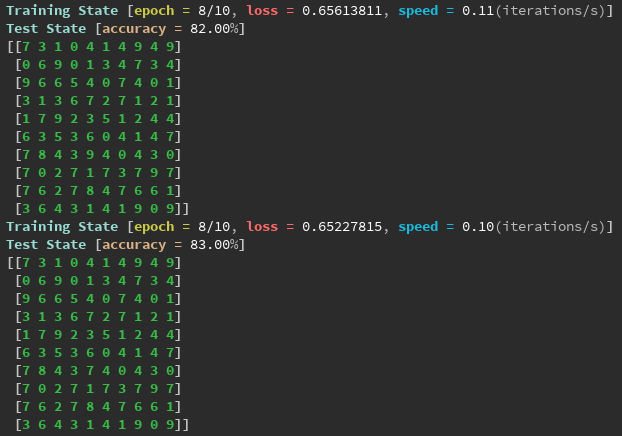 Training State [epoch = 8/10, loss = 0.65613811, speed = 0.11(iterations/s)]
Test State [accuracy = 82.00%]
[[7 3 1 0 4 1 4 9 4 9]
[0 6 9 0 1 3 4 7 3 4]
[9 6 6 5 4 0 7 4 0 1]
[3 1 3 6 7 2 7 1 2 1]
[1 7 9 2 3 5 1 2 4 4]
[6 3 5 3 6 0 4 1 4 7]
[7 8 4 3 9 4 0 4 3 0]
[7 0 2 7 1 7 3 7 9 7]
[7 6 2 7 8 4 7 6 6 1]
[3 6 4 3 1 4 1 9 0 9]]
Training State [epoch = 8/10, loss = 0.65227815, speed = 0.10(iterations/s)]
Test State [accuracy = 83.00%]
[[7 3 1 0 4 1 4 9 4 9]
[0 6 9 0 1 3 4 7 3 4]
[9 6 6 5 4 0 7 4 0 1]
[3 1 3 6 7 2 7 1 2 1]
[1 7 9 2 3 5 1 2 4 4]
[6 3 5 3 6 0 4 1 4 7]
[7 8 4 3 7 4 0 4 3 0]
[7 0 2 7 1 7 3 7 9 7]
[7 6 2 7 8 4 7 6 6 1]
[3 6 4 3 1 4 1 9 0 9]]